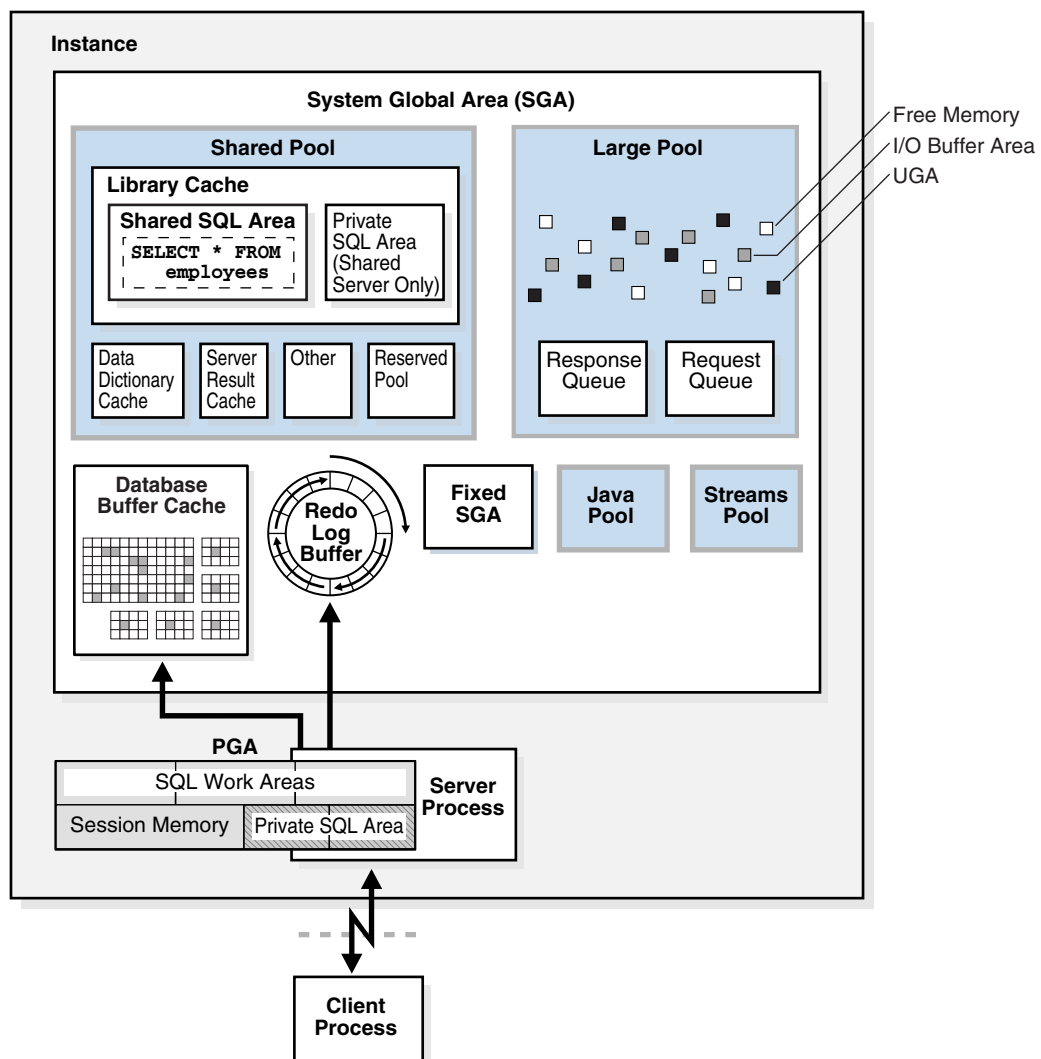 Instance
System Global Area (SGA)
Shared Pool
Library Cache
Shared SQL Area
SELECT * FROM
employees
Private
SQL Area
(Shared
Server Only)
Data
Dictionary
Cache
Server
Result
Cache
Other
Reserved
Pool
Large Pool
Response
Queue
Request
Queue
Free Memory
I/O Buffer Area
UGA
Database
Buffer Cache
Redo
Log
Buffer
Fixed
SGA
Java
Pool
Streams
Pool
PGA
SQL Work Areas
Session Memory
Private SQL Area
Server
Process
Client
Process